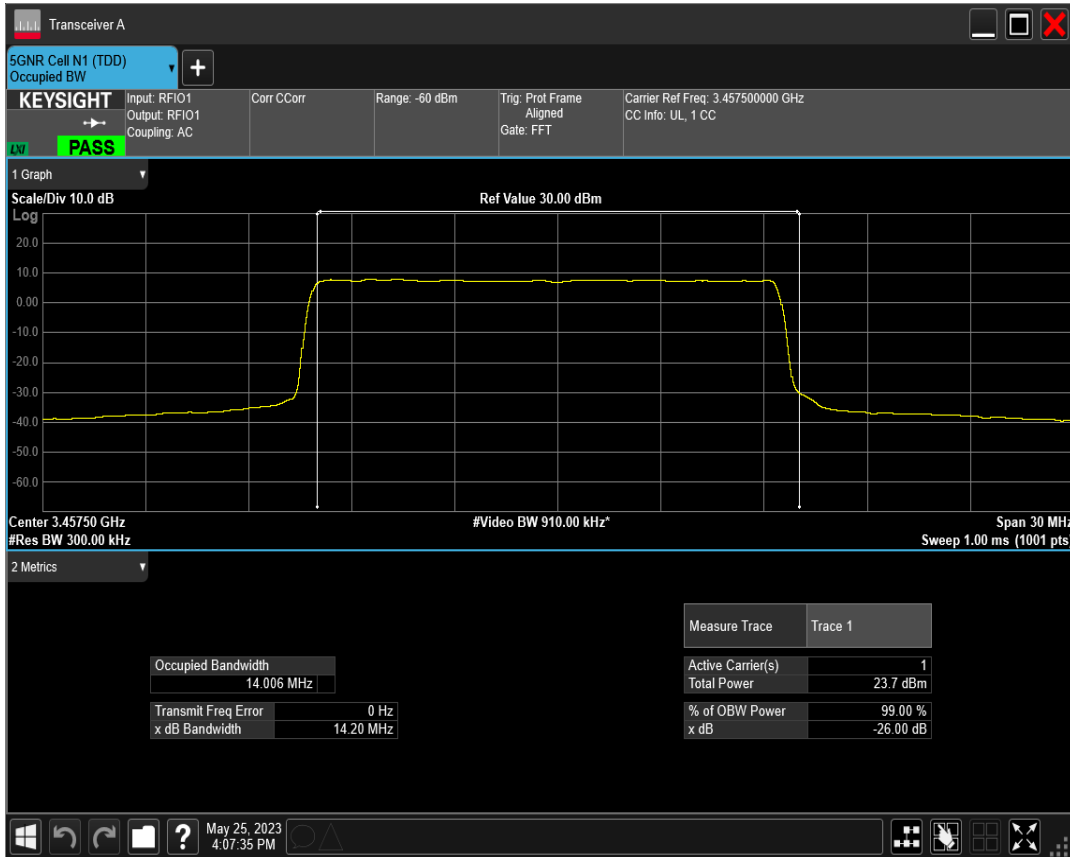 Transceiver A
5GNR Cell N1 (TDD)
Occupied BW
+
KEYSIGHT
LXI
PASS
Input: RFIO1
Output: RFIO1
Coupling: AC
Corr CCorr
Range: -60 dBm
Trig: Prot Frame
Aligned
Gate: FFT
Carrier Ref Freq: 3.457500000 GHz
CC Info: UL, 1 CC
1 Graph
Scale/Div 10.0 dB
Ref Value 30.00 dBm
Log
20.0
10.0
0.00
-10.0
-20.0
-30.0
-40.0
-50.0
-60.0
Center 3.45750 GHz
#Video BW 910.00 kHz*
Span 30 MHz
#Res BW 300.00 kHz
Sweep 1.00 ms (1001 pts)
2 Metrics
Measure Trace Trace 1
Occupied Bandwidth
14.006 MHz
Active Carrier(s) 1
Total Power 23.7 dBm
Transmit Freq Error 0 Hz
x dB Bandwidth 14.20 MHz
% of OBW Power 99.00 %
x dB -26.00 dB
?
May 25, 2023
4:07:35 PM